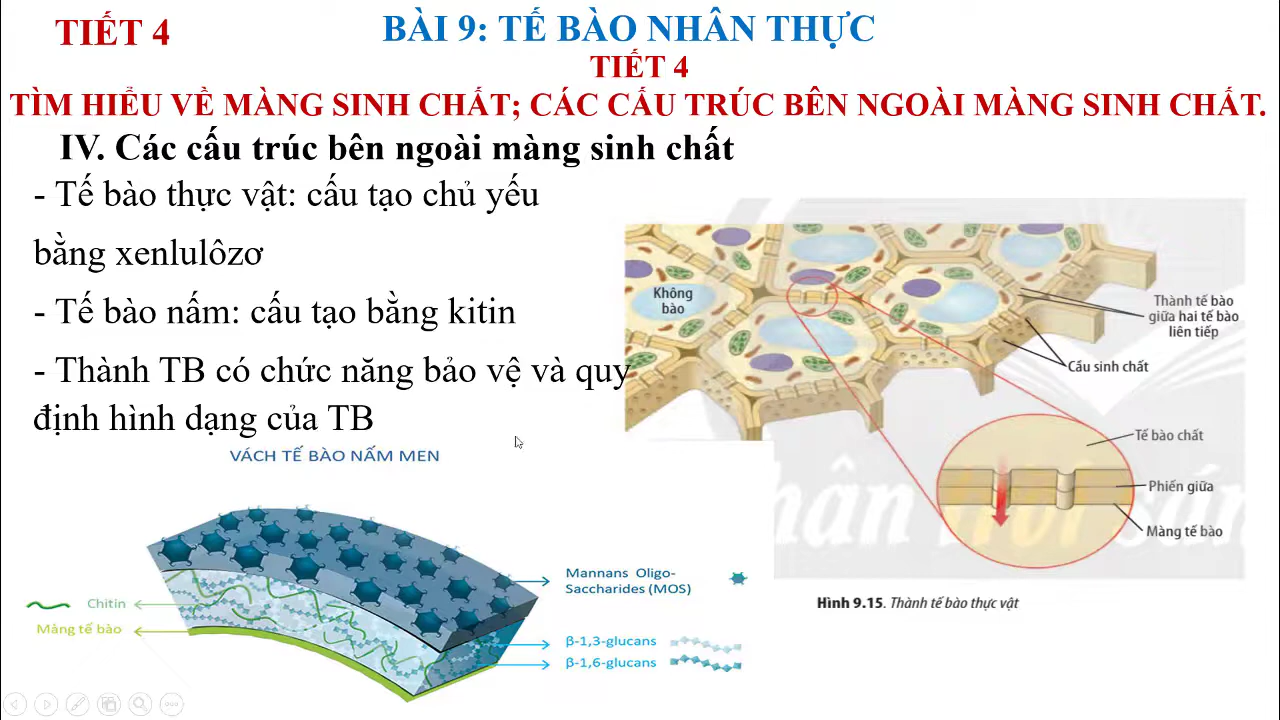 TIẾT 4
BÀI 9: TẾ BÀO NHÂN THỰC
TIẾT 4
TÌM HIỂU VỀ MÀNG SINH CHẤT; CÁC CẤU TRÚC BÊN NGOÀI MÀNG SINH CHẤT.
IV. Các cấu trúc bên ngoài màng sinh chất
- Tế bào thực vật: cấu tạo chủ yếu
bằng xenlulôzơ
- Tế bào nấm: cấu tạo bằng kitin
- Thành TB có chức năng bảo vệ và quy
định hình dạng của TB
Không
bào
Thành tế bào
giữa hai tế bào
liên tiếp
Cầu sinh chất
Tế bào chất
Phiến giữa
Màng tế bào
Hình 9.15. Thành tế bào thực vật
VÁCH TẾ BÀO NẤM MEN
Mannans Oligo-
Saccharides (MOS)
Chitin
Màng tế bào
β-1,3-glucans
β-1,6-glucans